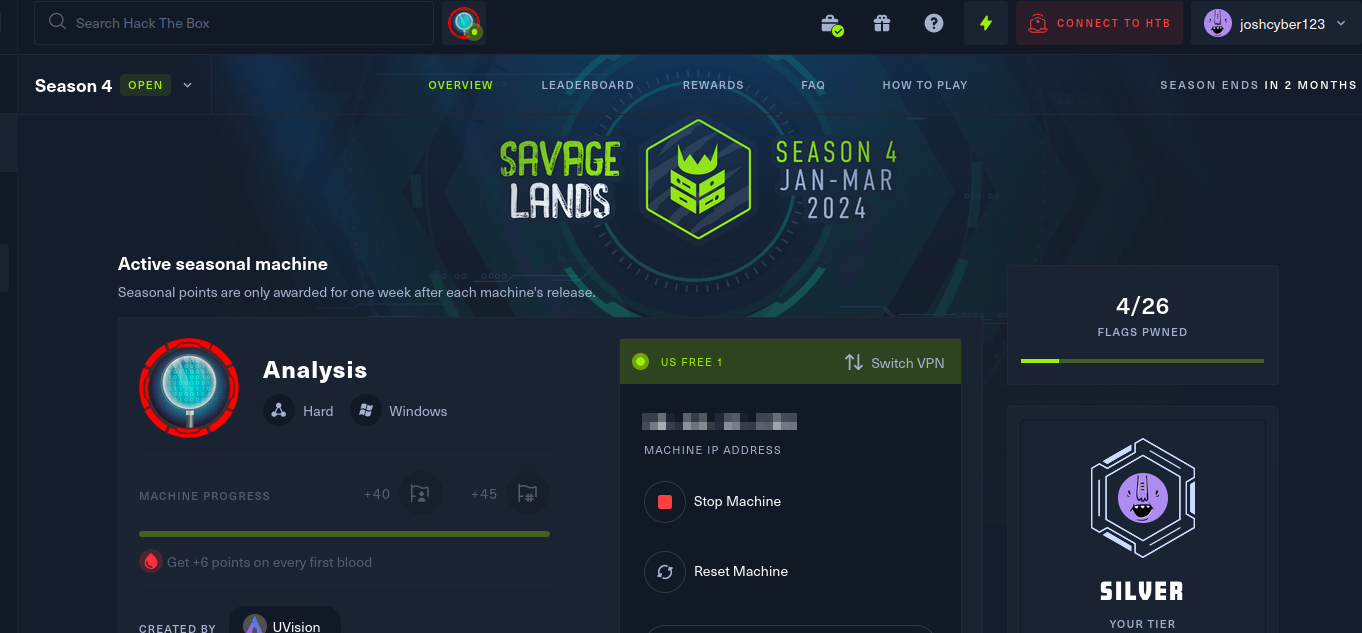 Search Hack The Box
CONNECT TO HTB
joshcyber123
Season 4 OPEN
OVERVIEW LEADERBOARD REWARDS FAQ HOW TO PLAY
SEASON ENDS IN 2 MONTHS
SAVAGE
LANDS
SEASON 4
JAN-MAR
2024
Active seasonal machine
Seasonal points are only awarded for one week after each machine's release.
Analysis
Hard Windows
MACHINE PROGRESS +40 +45
Get +6 points on every first blood
CREATED BY UVision
US FREE 1 Switch VPN
MACHINE IP ADDRESS
Stop Machine
Reset Machine
4/26
FLAGS PWNED
SILVER
YOUR TIER